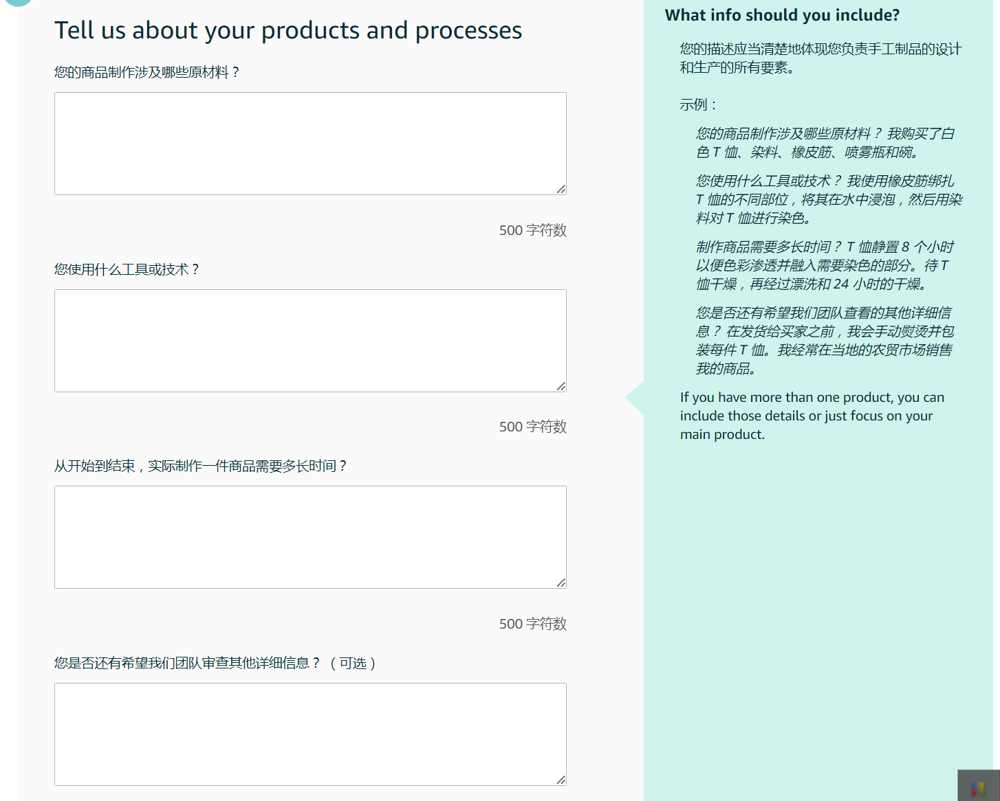 Tell us about your products and processes
您的商品制作涉及哪些原材料？
500 字符数
您使用什么工具或技术？
500 字符数
从开始到结束，实际制作一件商品需要多长时间？
500 字符数
您是否还有希望我们团队审查其他详细信息？（可选）
What info should you include?
您的描述应当清楚地体现您负责手工制品的设计
和生产的所有要素。
示例：
您的商品制作涉及哪些原材料？ 我购买了白
色 T 恤、染料、橡皮筋、喷雾瓶和碗。
您使用什么工具或技术？ 我使用橡皮筋绑扎
T 恤的不同部位，将其在水中浸泡，然后用染
料对 T 恤进行染色。
制作商品需要多长时间？ T 恤静置 8 个小时
以便色彩渗透并融入需要染色的部分。待 T
恤干燥，再经过漂洗和 24 小时的干燥。
您是否还有希望我们团队查看的其他详细信
息？ 在发货给买家之前，我会手动熨烫并包
装每件 T 恤。我经常在当地的农贸市场销售
我的商品。
If you have more than one product, you can
include those details or just focus on your
main product.